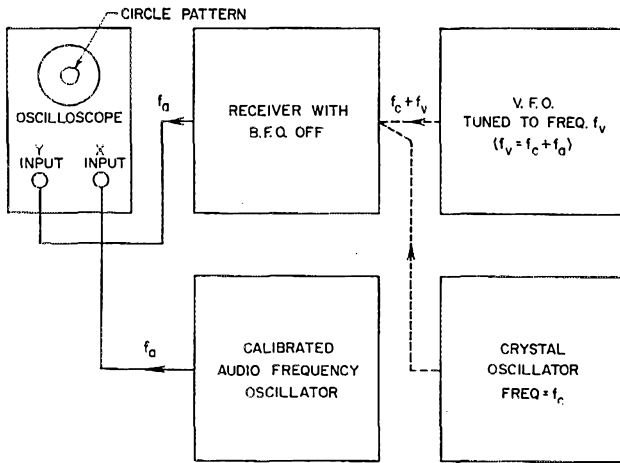 CIRCLE PATTERN
OSCILLOSCOPE
Y
INPUT
X
INPUT
fa
RECEIVER WITH
B.F.O. OFF
fc + fv
V. F. O.
TUNED TO FREQ. fv
(fv = fc + fa)
fa
CALIBRATED
AUDIO FREQUENCY
OSCILLATOR
CRYSTAL
OSCILLATOR
FREQ = fc